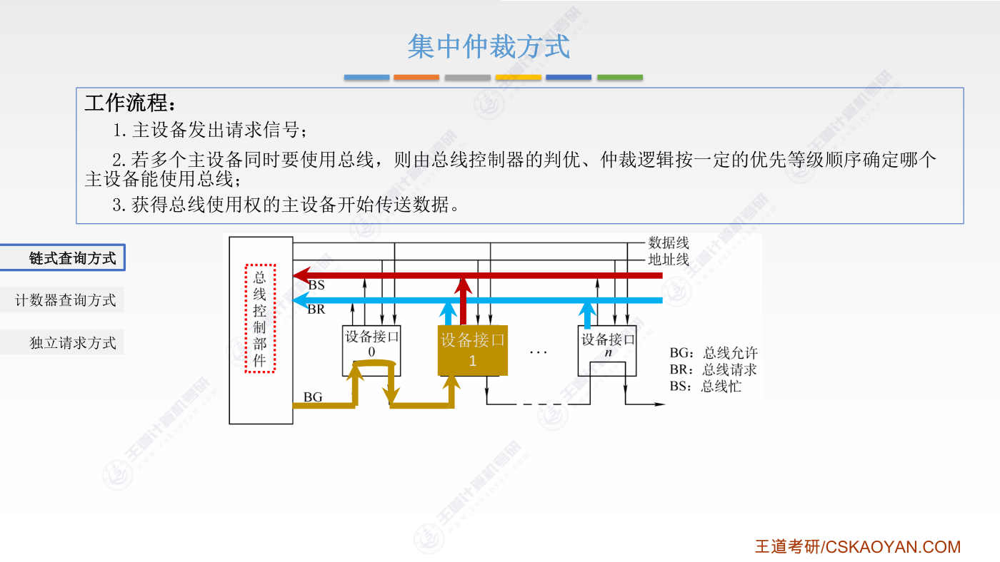 集中仲裁方式
工作流程：
1.主设备发出请求信号；
2.若多个主设备同时要使用总线，则由总线控制器的判优、仲裁逻辑按一定的优先等级顺序确定哪个
主设备能使用总线；
3.获得总线使用权的主设备开始传送数据。
链式查询方式
计数器查询方式
独立请求方式
总线控制部件
数据线
地址线
BS
BR
设备接口
0
设备接口
1
...
设备接口
n
BG
BG：总线允许
BR：总线请求
BS：总线忙
王道考研/CSKAOYAN.COM